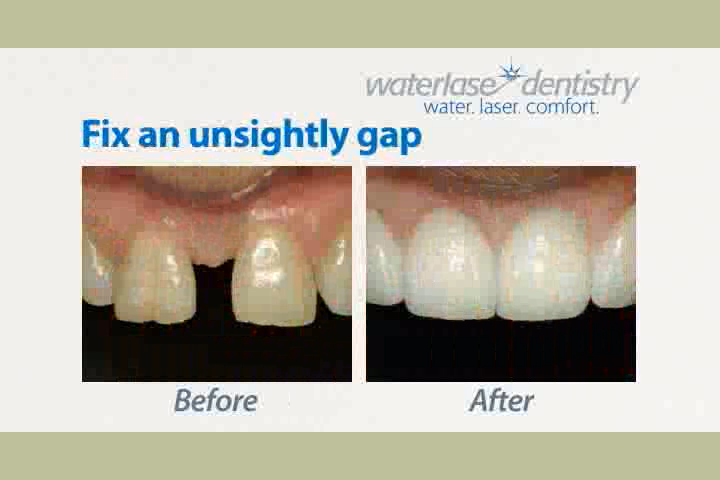 waterlase dentistry
water. laser. comfort.
Fix an unsightly gap
Before
After